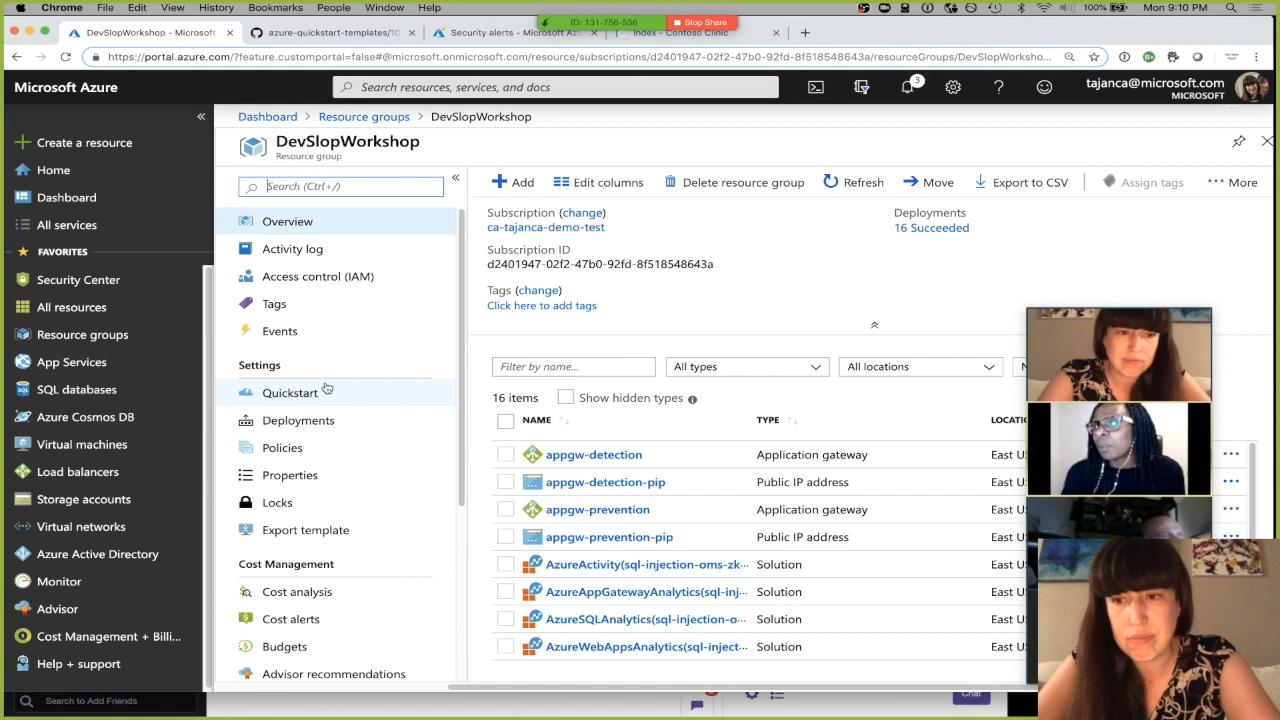 Chrome File Edit View History Bookmarks People Window Help 100% Mon 9:10 PM
ID: 131-756-536 Stop Share
DevSlopWorkshop - Microsoft azure-quickstart-templates/10 Security alerts - Microsoft Az Index - Contoso Clinic
https://portal.azure.com/?feature.customportal=false#@microsoft.onmicrosoft.com/resource/subscriptions/d2401947-02f2-47b0-92fd-8f518548643a/resourceGroups/DevSlopWorksho...
Microsoft Azure
Search resources, services, and docs
3
tajanca@microsoft.com
MICROSOFT
Create a resource
Home
Dashboard
All services
FAVORITES
Security Center
All resources
Resource groups
App Services
SQL databases
Azure Cosmos DB
Virtual machines
Load balancers
Storage accounts
Virtual networks
Azure Active Directory
Monitor
Advisor
Cost Management + Billi...
Help + support
Search to Add Friends
Dashboard > Resource groups > DevSlopWorkshop
DevSlopWorkshop
Resource group
Search (Ctrl+/)
Overview
Activity log
Access control (IAM)
Tags
Events
Settings
Quickstart
Deployments
Policies
Properties
Locks
Export template
Cost Management
Cost analysis
Cost alerts
Budgets
Advisor recommendations
Add Edit columns Delete resource group Refresh Move Export to CSV Assign tags More
Subscription (change)
ca-tajanca-demo-test
Deployments
16 Succeeded
Subscription ID
d2401947-02f2-47b0-92fd-8f518548643a
Tags (change)
Click here to add tags
Filter by name... All types All locations
16 items Show hidden types
NAME TYPE LOCATI
appgw-detection Application gateway East U
appgw-detection-pip Public IP address East U
appgw-prevention Application gateway East U
appgw-prevention-pip Public IP address East U
AzureActivity(sql-injection-oms-zk... Solution East U
AzureAppGatewayAnalytics(sql-inj... Solution East U
AzureSQLAnalytics(sql-injection-o... Solution East U
AzureWebAppsAnalytics(sql-inject... Solution East U
Chat